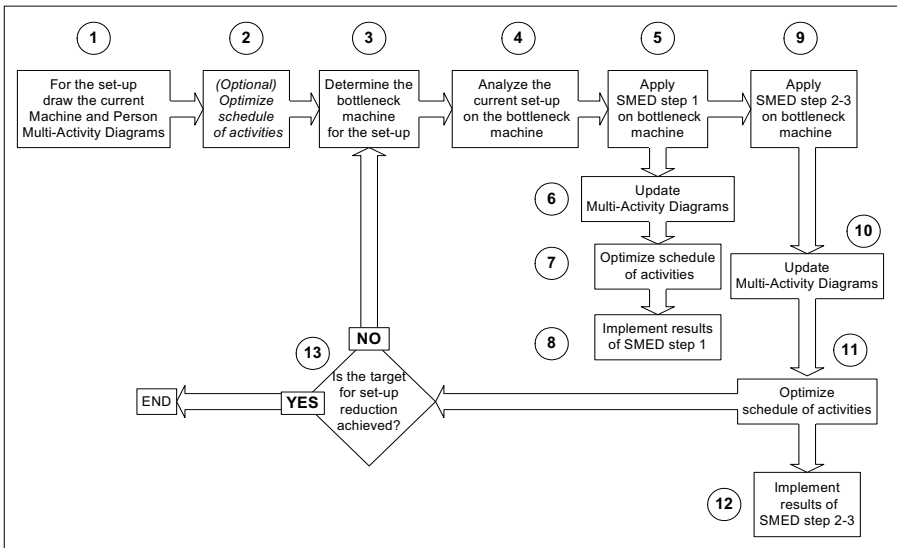 1
For the set-up
draw the current
Machine and Person
Multi-Activity Diagrams
2
(Optional)
Optimize
schedule
of activities
3
Determine the
bottleneck
machine
for the set-up
4
Analyze the
current set-up
on the bottleneck
machine
5
Apply
SMED step 1
on bottleneck
machine
9
Apply
SMED step 2-3
on bottleneck
machine
6
Update
Multi-Activity Diagrams
7
Optimize schedule
of activities
8
Implement results
of SMED step 1
10
Update
Multi-Activity Diagrams
11
Optimize
schedule of activities
12
Implement
results of
SMED step 2-3
13
NO
Is the target
for set-up
reduction
achieved?
YES
END